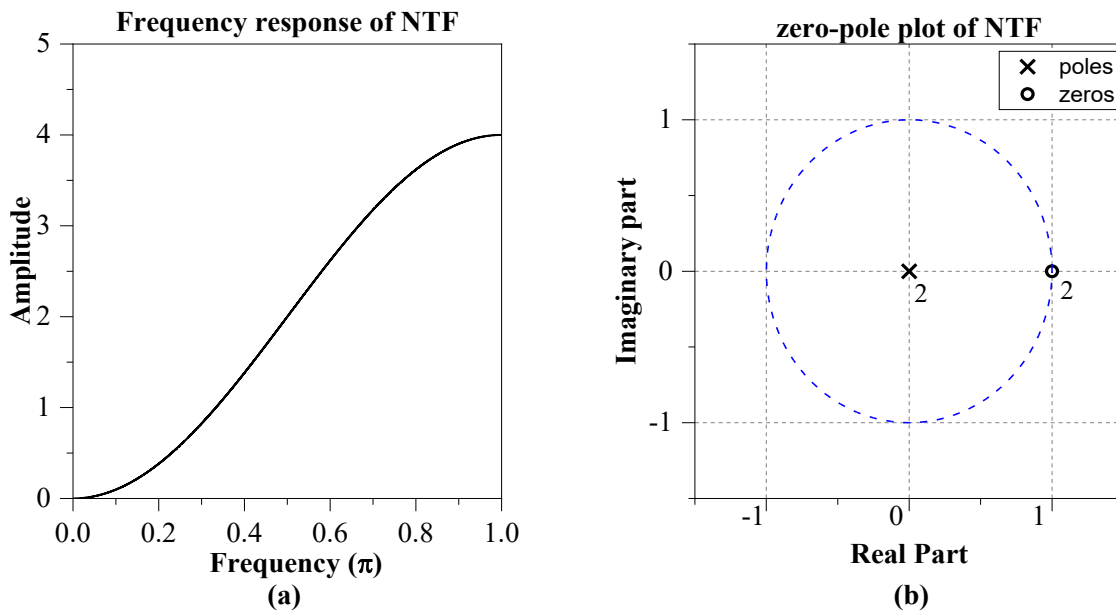 Frequency response of NTF
5
4
3
2
1
0
Amplitude
0.0 0.2 0.4 0.6 0.8 1.0
Frequency (π)
(a)
zero-pole plot of NTF
poles
zeros
1
0
-1
Imaginary part
2
2
-1 0 1
Real Part
(b)